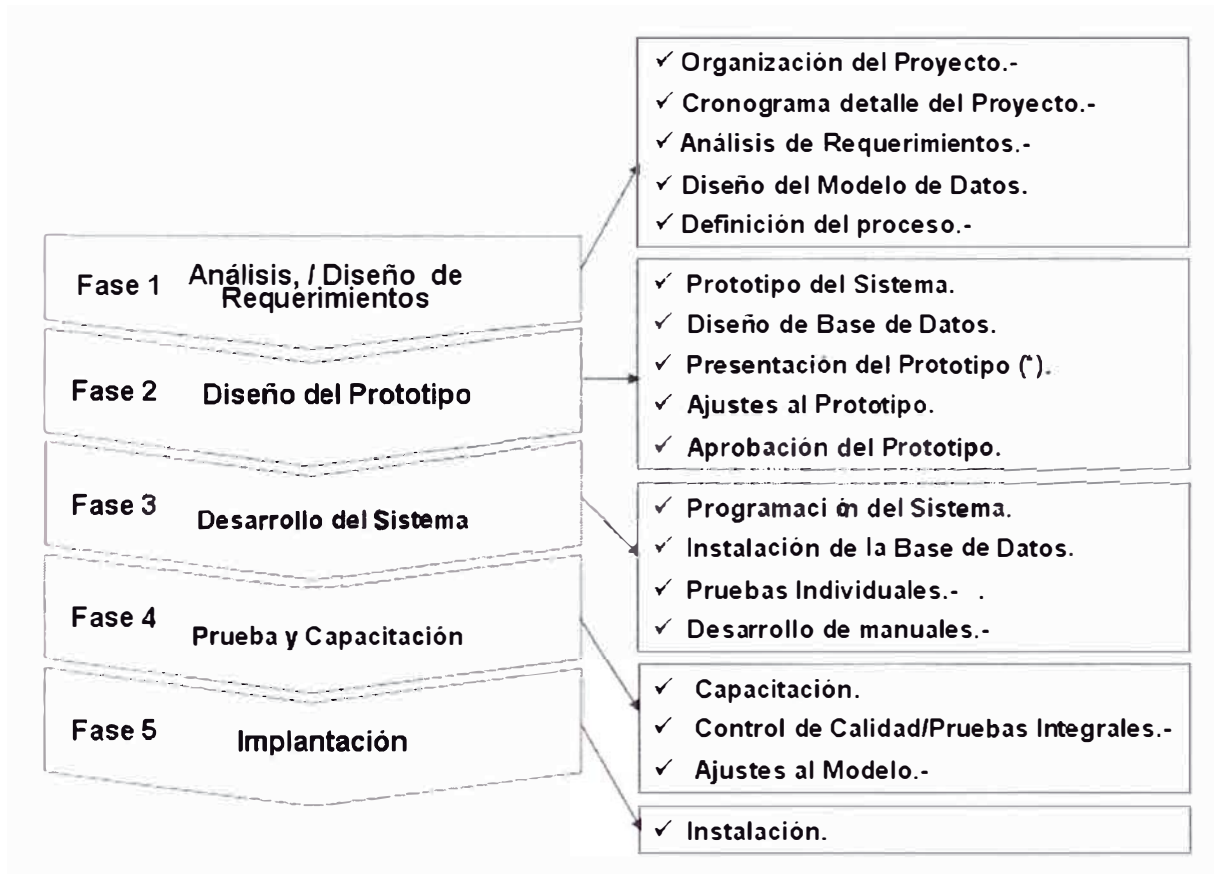 Fase 1
Análisis, / Diseño de
Requerimientos
✓ Organización del Proyecto.-
✓ Cronograma detalle del Proyecto.-
✓ Análisis de Requerimientos.-
✓ Diseño del Modelo de Datos.
✓ Definición del proceso.-
Fase 2
Diseño del Prototipo
✓ Prototipo del Sistema.
✓ Diseño de Base de Datos.
✓ Presentación del Prototipo (*).
✓ Ajustes al Prototipo.
✓ Aprobación del Prototipo.
Fase 3
Desarrollo del Sistema
✓ Programación del Sistema.
✓ Instalación de la Base de Datos.
✓ Pruebas Individuales.- .
✓ Desarrollo de manuales.-
Fase 4
Prueba y Capacitación
✓ Capacitación.
✓ Control de Calidad/Pruebas Integrales.-
✓ Ajustes al Modelo.-
Fase 5
Implantación
✓ Instalación.